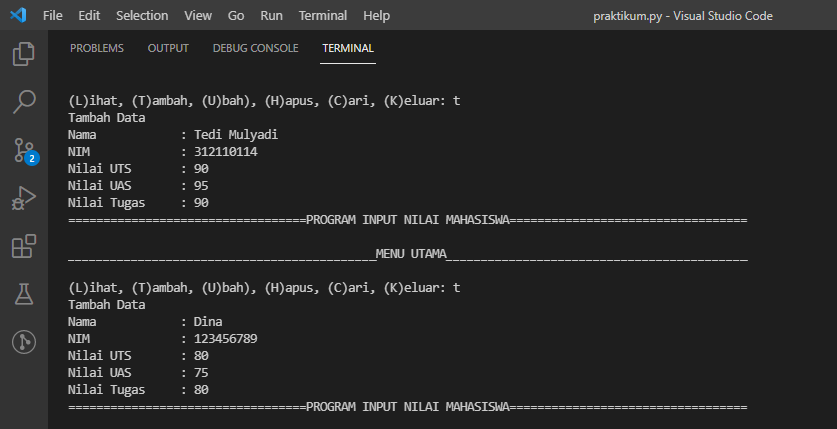 File Edit Selection View Go Run Terminal Help praktikum.py - Visual Studio Code
PROBLEMS OUTPUT DEBUG CONSOLE TERMINAL
(L)ihat, (T)ambah, (U)bah), (H)apus, (C)ari, (K)eluar: t
Tambah Data
Nama : Tedi Mulyadi
NIM : 312110114
Nilai UTS : 90
Nilai UAS : 95
Nilai Tugas : 90
==================================PROGRAM INPUT NILAI MAHASISWA==================================
____________________________________________MENU UTAMA___________________________________________
2
(L)ihat, (T)ambah, (U)bah), (H)apus, (C)ari, (K)eluar: t
Tambah Data
Nama : Dina
NIM : 123456789
Nilai UTS : 80
Nilai UAS : 75
Nilai Tugas : 80
==================================PROGRAM INPUT NILAI MAHASISWA==================================